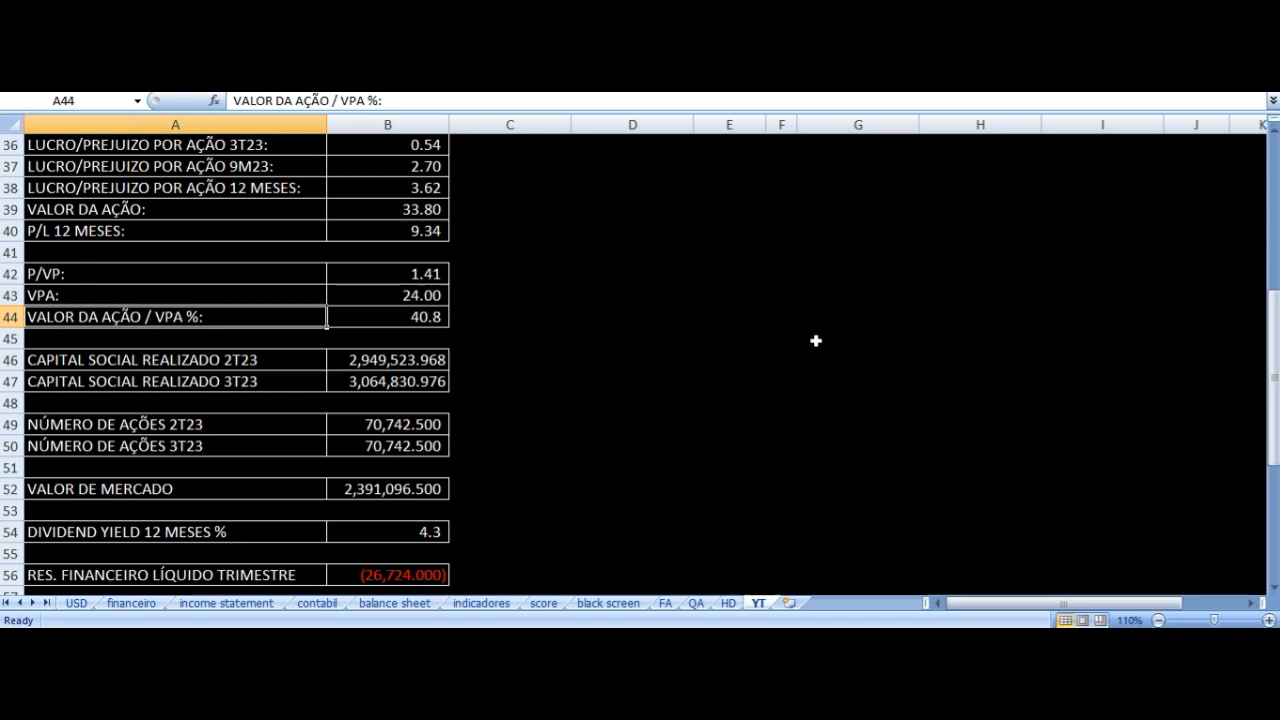 A44 fx VALOR DA AÇÃO / VPA %:
A B C D E F G H I J K
36 LUCRO/PREJUIZO POR AÇÃO 3T23: 0.54
37 LUCRO/PREJUIZO POR AÇÃO 9M23: 2.70
38 LUCRO/PREJUIZO POR AÇÃO 12 MESES: 3.62
39 VALOR DA AÇÃO: 33.80
40 P/L 12 MESES: 9.34
41
42 P/VP: 1.41
43 VPA: 24.00
44 VALOR DA AÇÃO / VPA %: 40.8
45
46 CAPITAL SOCIAL REALIZADO 2T23 2,949,523.968
47 CAPITAL SOCIAL REALIZADO 3T23 3,064,830.976
48
49 NÚMERO DE AÇÕES 2T23 70,742.500
50 NÚMERO DE AÇÕES 3T23 70,742.500
51
52 VALOR DE MERCADO 2,391,096.500
53
54 DIVIDEND YIELD 12 MESES % 4.3
55
56 RES. FINANCEIRO LÍQUIDO TRIMESTRE (26,724.000)
USD financeiro income statement contabil balance sheet indicadores score black screen FA QA HD YT
Ready 110%